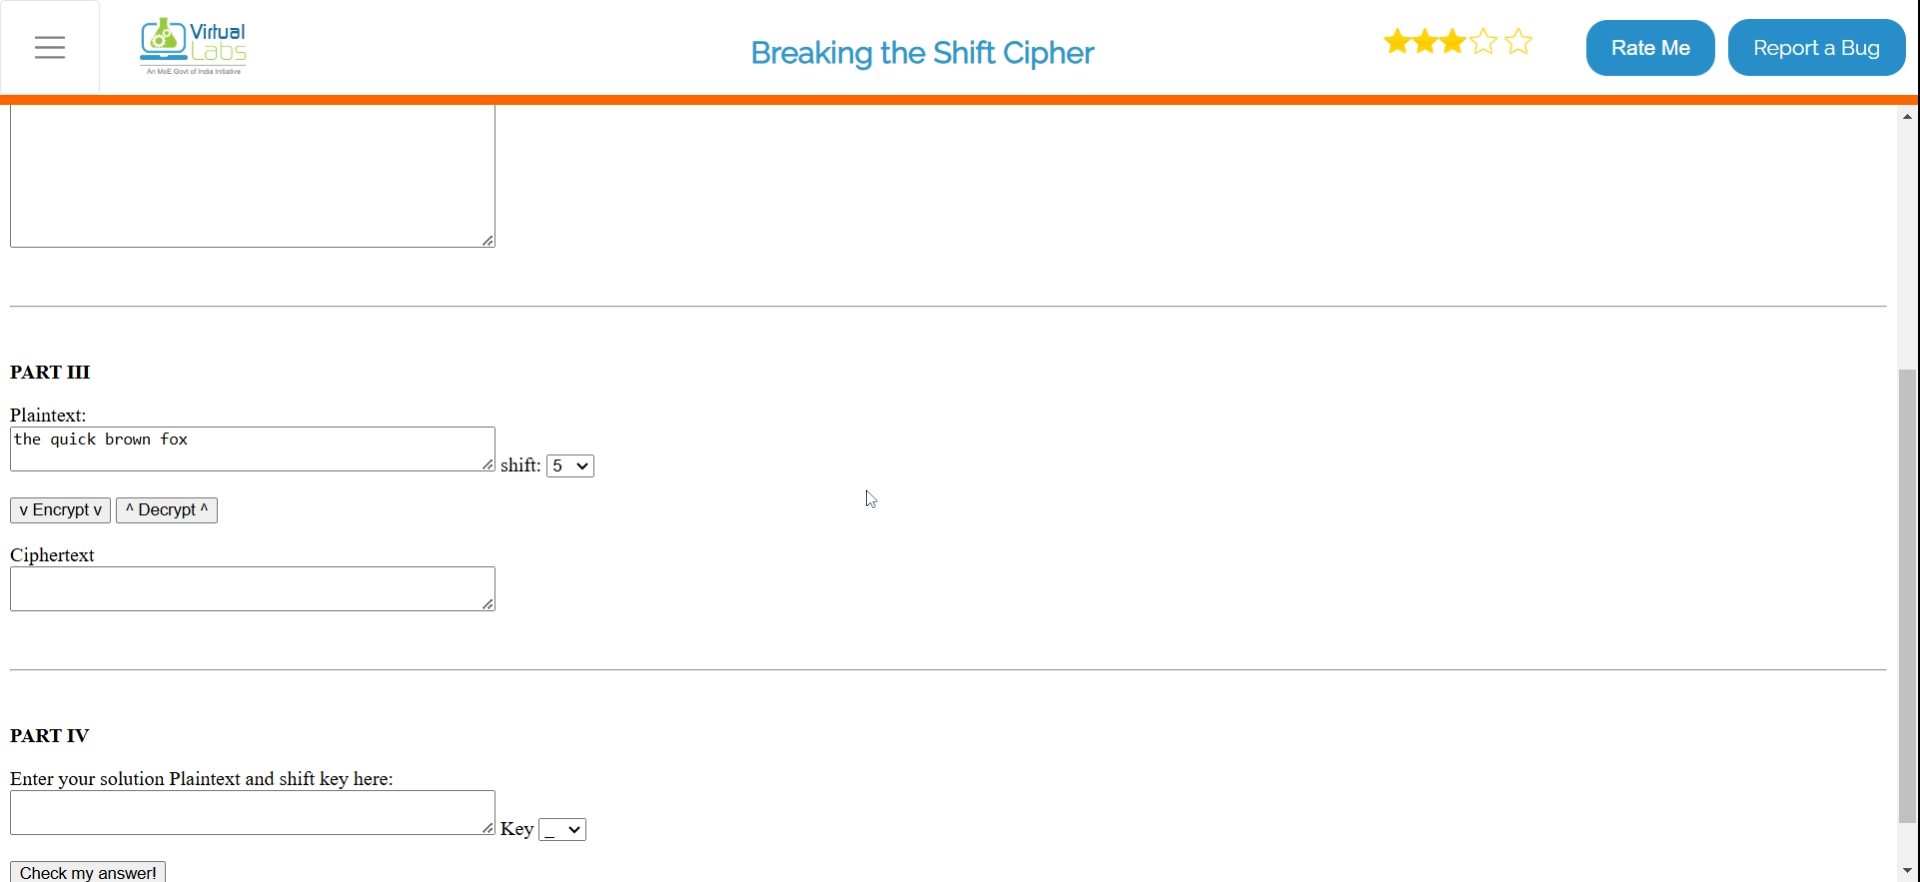 Virtual
Labs
An MoE Govt of India Initiative
Breaking the Shift Cipher
Rate Me
Report a Bug
PART III
Plaintext:
the quick brown fox
shift: 5
v Encrypt v
^ Decrypt ^
Ciphertext
PART IV
Enter your solution Plaintext and shift key here:
Key _
Check my answer!